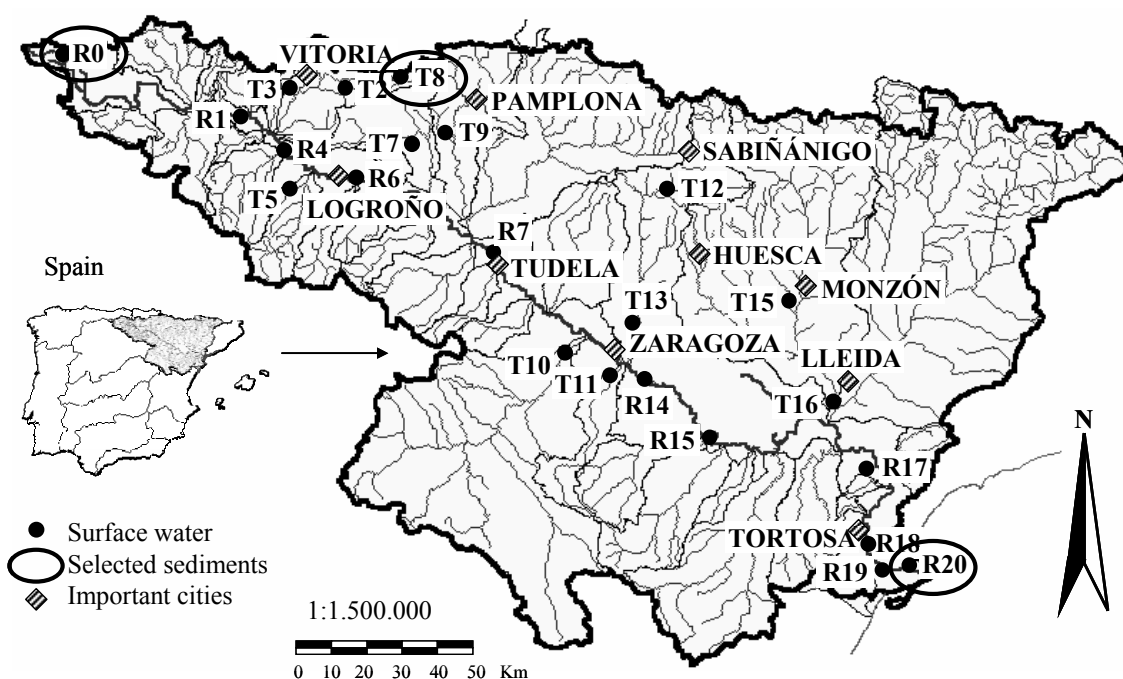 R0
VITORIA
T3
T2
T8
PAMPLONA
R1
T9
T7
R4
SABIÑÁNIGO
R6
T5
T12
LOGROÑO
R7
HUESCA
Spain
TUDELA
MONZÓN
T15
T13
ZARAGOZA
LLEIDA
T10
T11
R14
T16
N
R15
R17
Surface water
TORTOSA
R18
Selected sediments
R19
R20
Important cities
1:1.500.000
0 10 20 30 40 50 Km